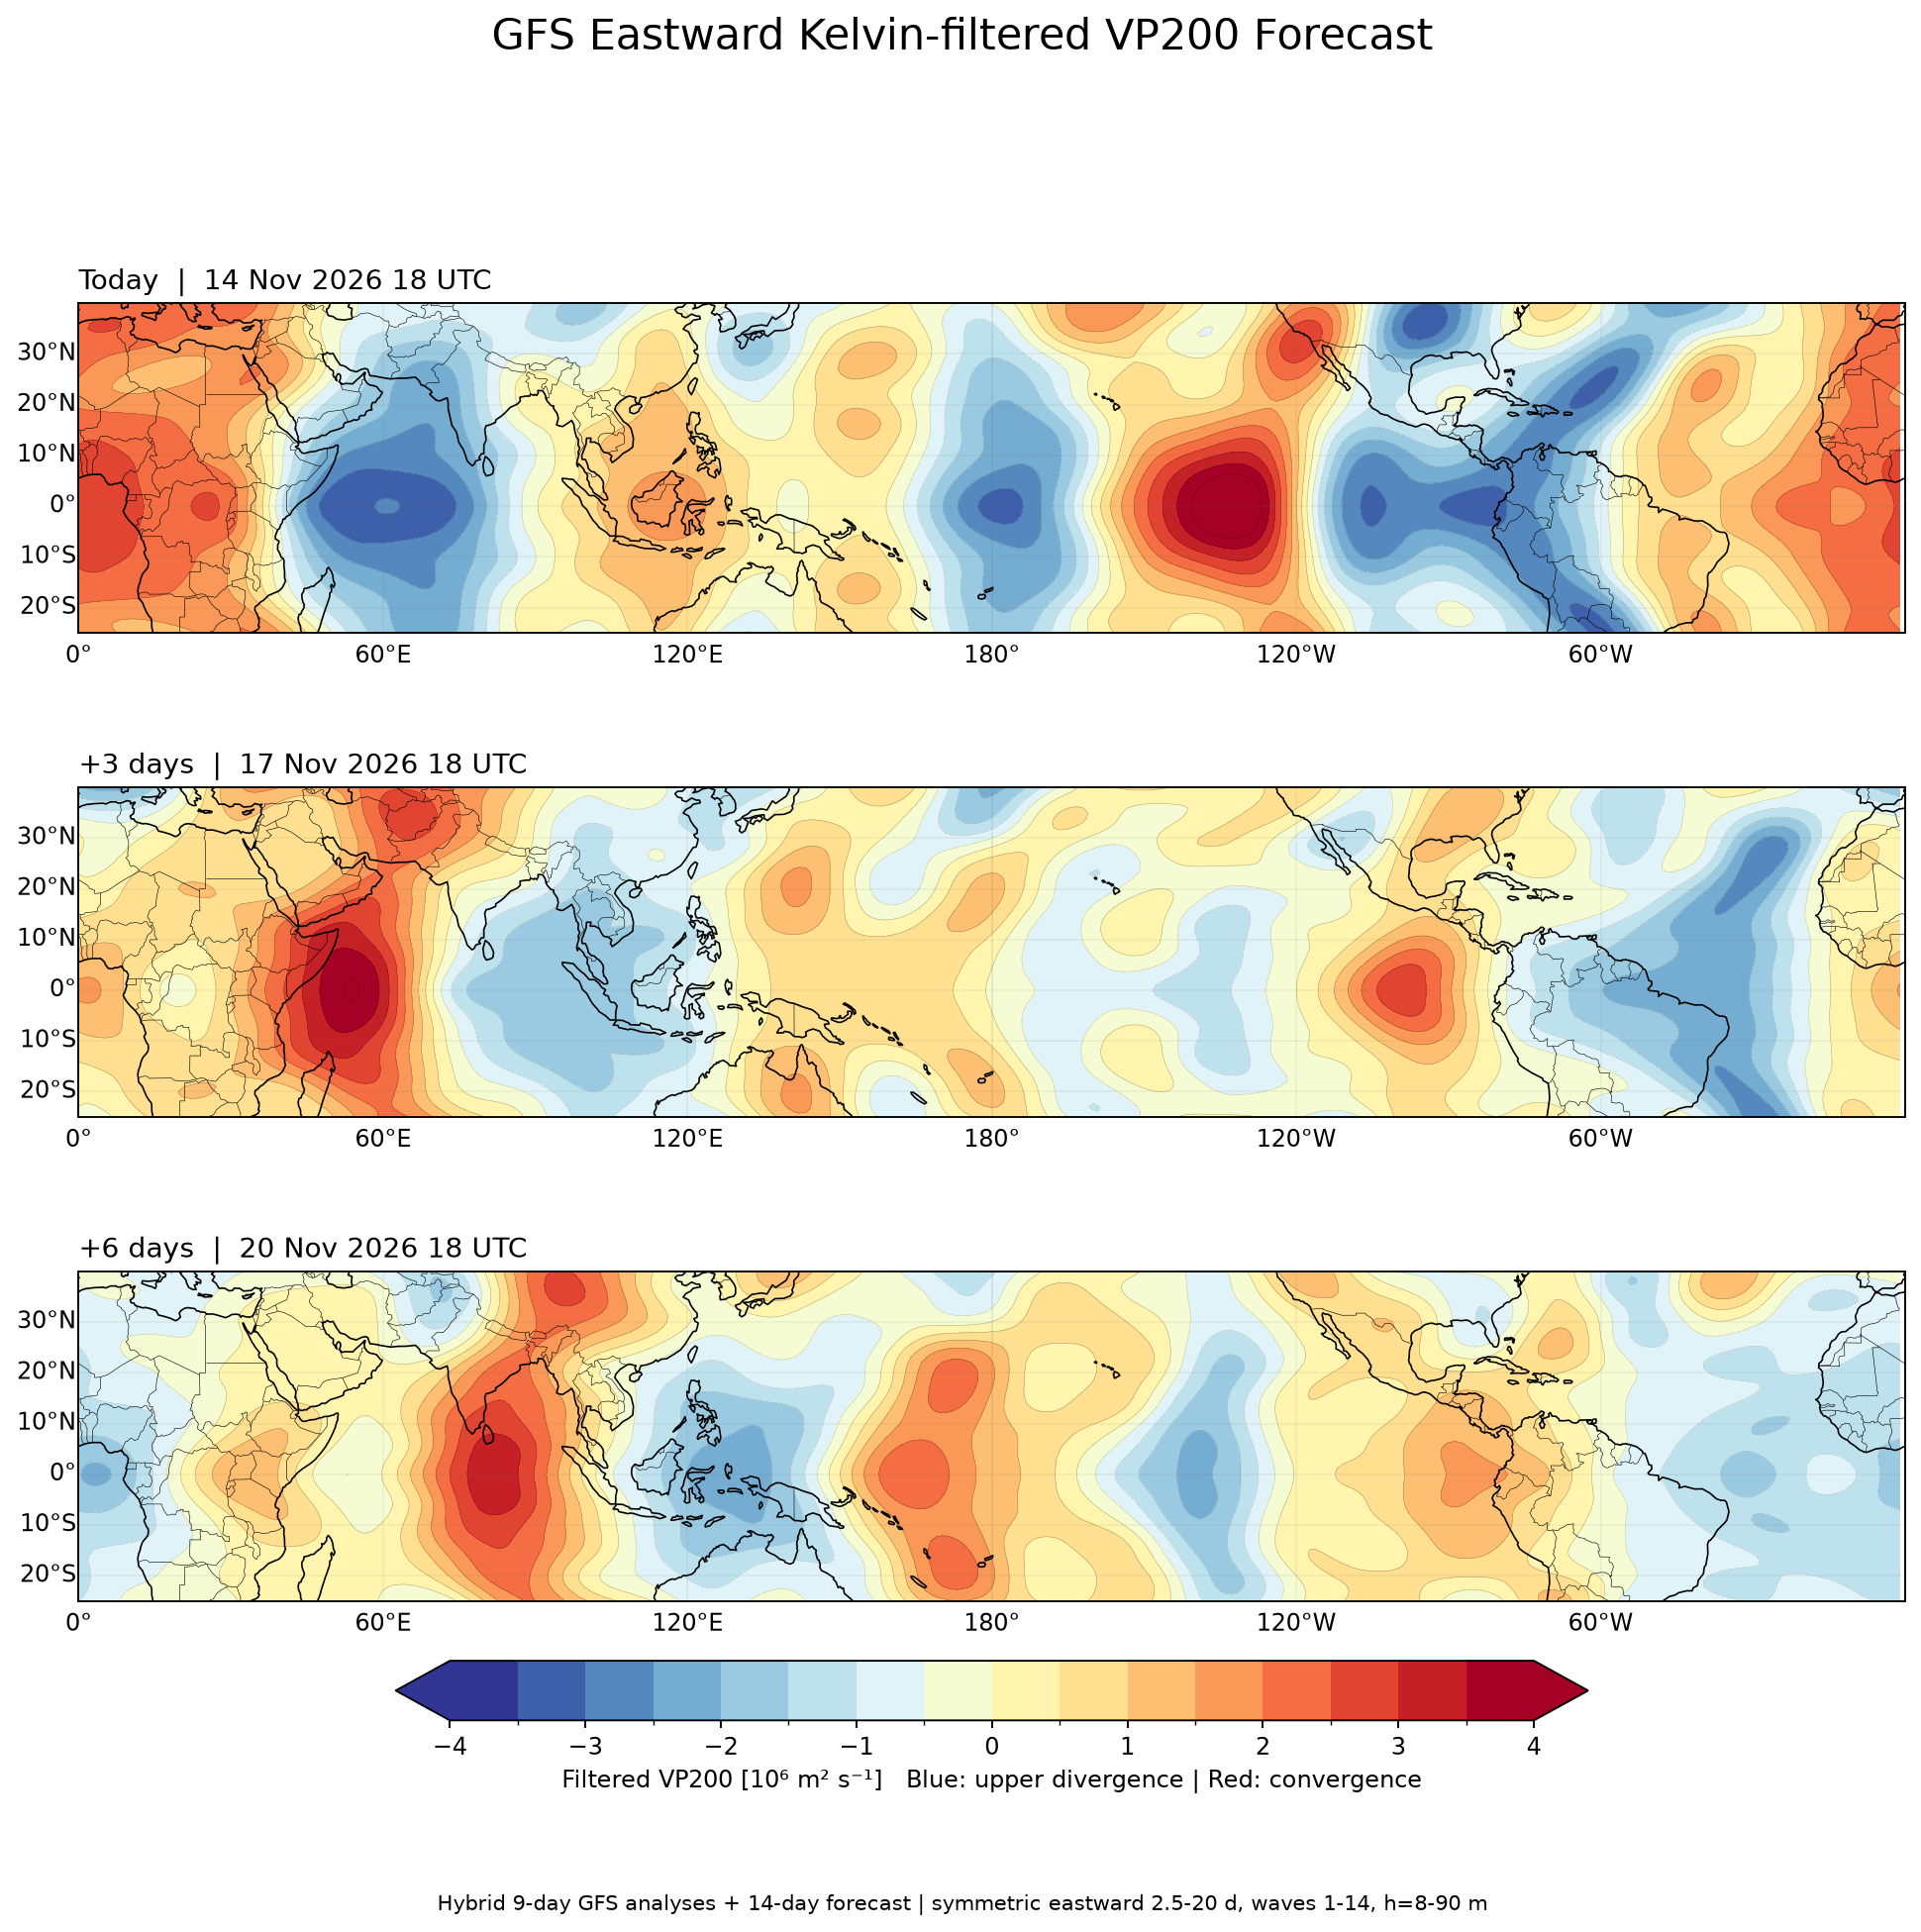 GFS Eastward Kelvin-filtered VP200 Forecast
Today | 14 Nov 2026 18 UTC
30°N
20°N
10°N
0°
10°S
20°S
0° 60°E 120°E 180° 120°W 60°W
+3 days | 17 Nov 2026 18 UTC
30°N
20°N
10°N
0°
10°S
20°S
0° 60°E 120°E 180° 120°W 60°W
+6 days | 20 Nov 2026 18 UTC
30°N
20°N
10°N
0°
10°S
20°S
0° 60°E 120°E 180° 120°W 60°W
−4 −3 −2 −1 0 1 2 3 4
Filtered VP200 [10⁶ m² s⁻¹] Blue: upper divergence | Red: convergence
Hybrid 9-day GFS analyses + 14-day forecast | symmetric eastward 2.5-20 d, waves 1-14, h=8-90 m